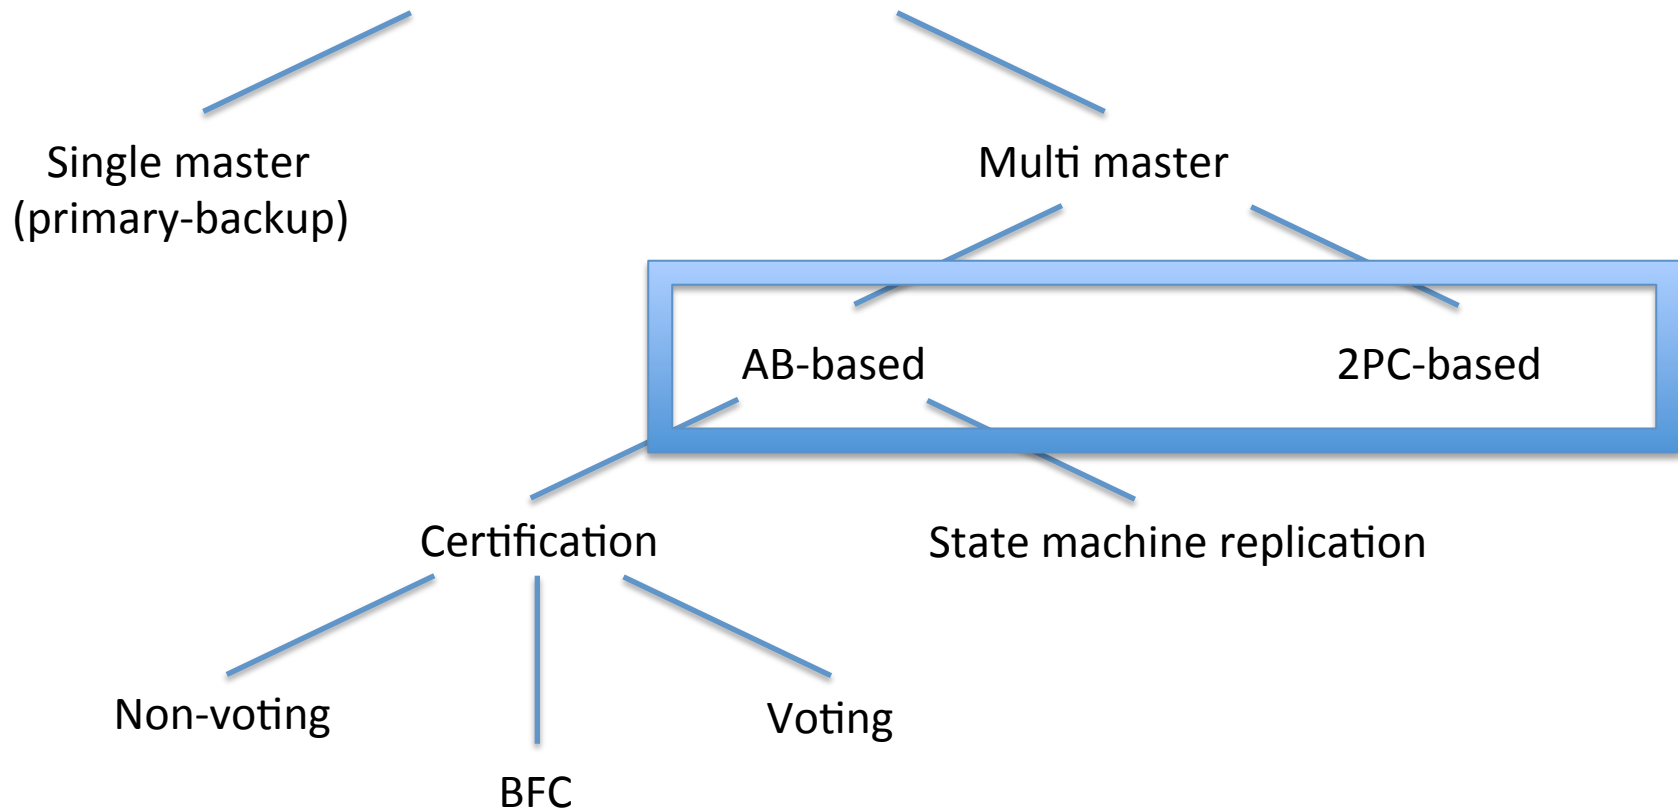 Single master
(primary-backup)
Multi master
AB-based
2PC-based
Certification
State machine replication
Non-voting
Voting
BFC